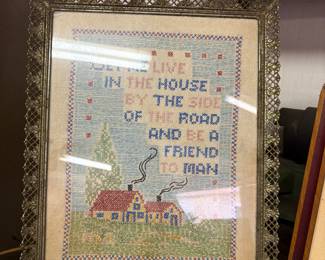 LET ME LIVE
IN THE HOUSE
BY THE SIDE
OF THE ROAD
AND BE A
FRIEND
TO MAN